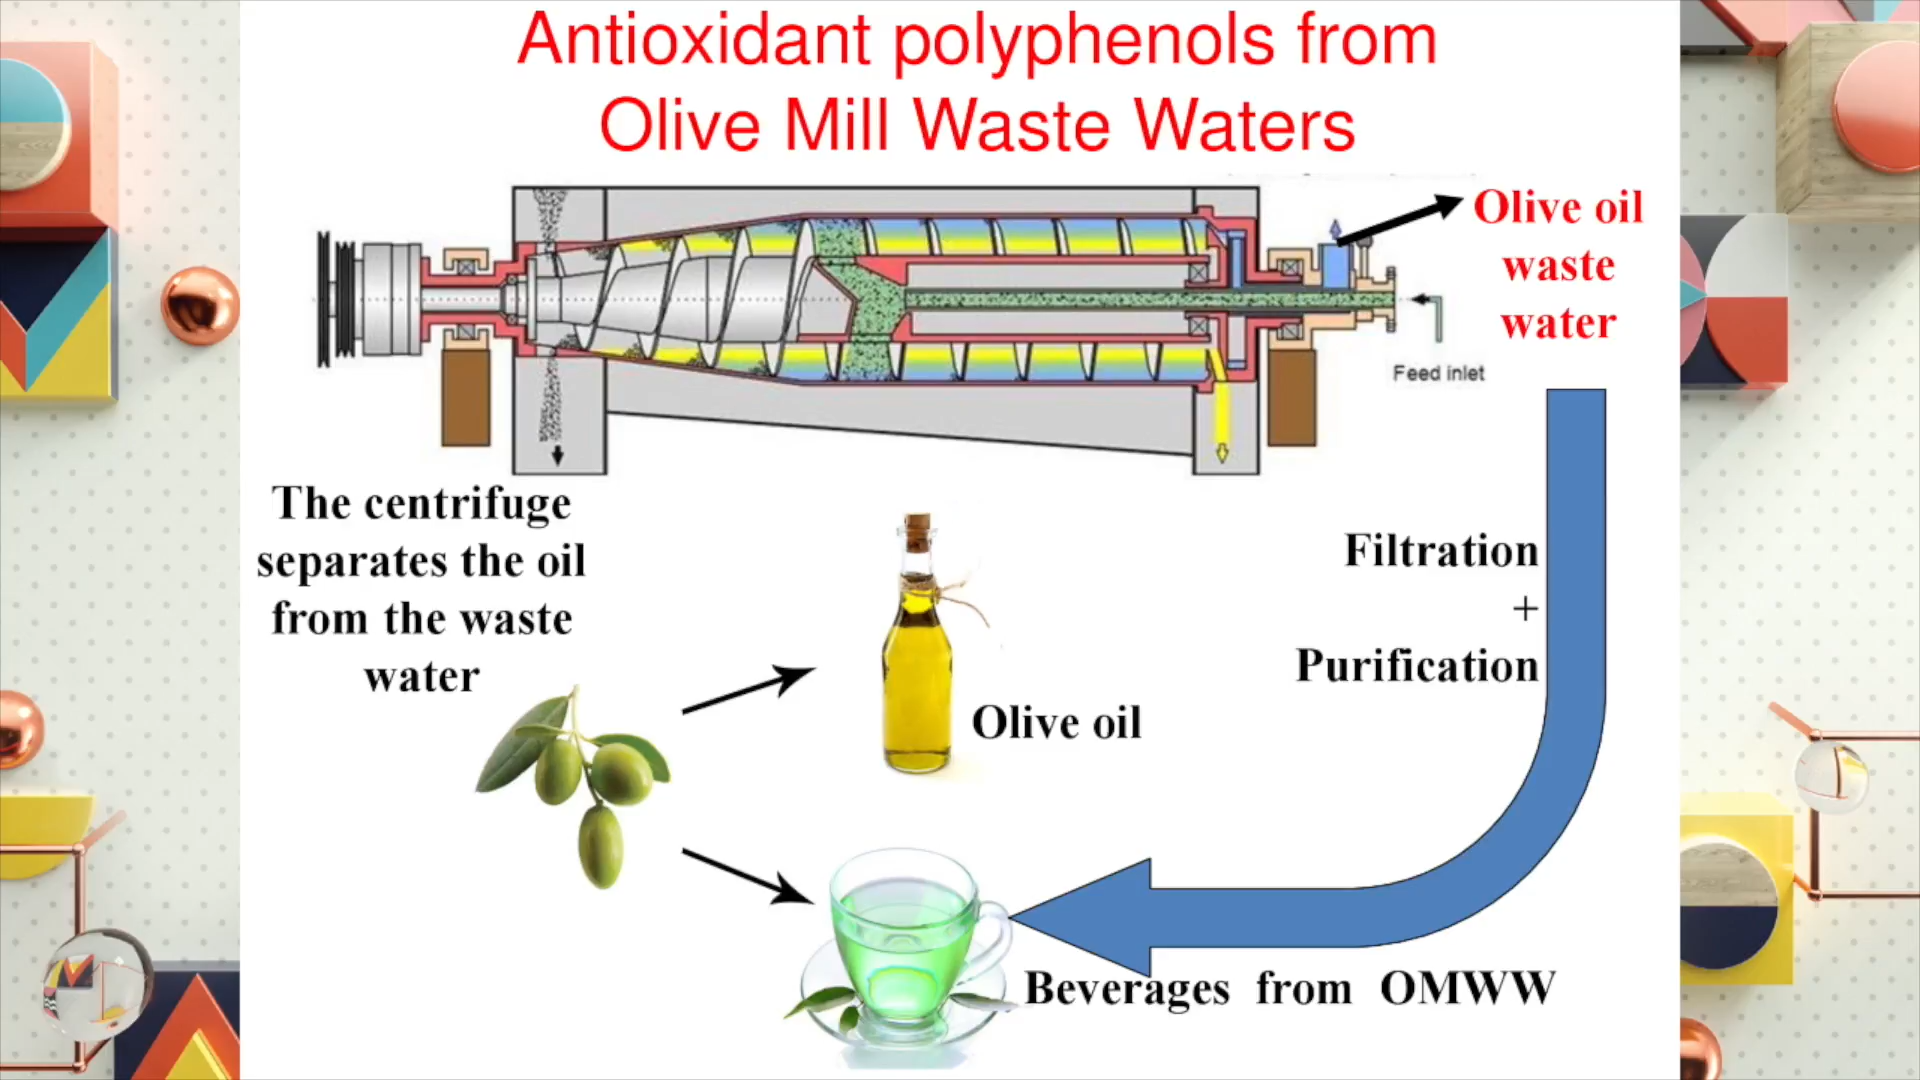 Antioxidant polyphenols from
Olive Mill Waste Waters
Olive oil
waste
water
Feed inlet
The centrifuge
separates the oil
from the waste
water
Filtration
+
Purification
Olive oil
Beverages from OMWW